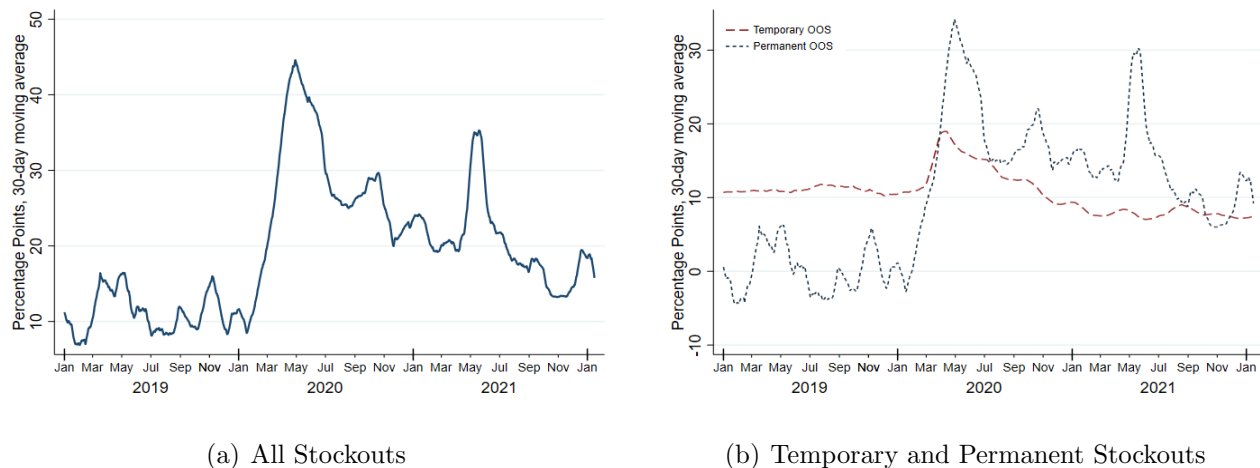 Percentage Points, 30-day moving average
50
40
30
20
10
Jan Mar May Jul Sep Nov Jan Mar May Jul Sep Nov Jan Mar May Jul Sep Nov Jan
2019 2020 2021
(a) All Stockouts
Percentage Points, 30-day moving average
Temporary OOS
Permanent OOS
30
20
10
0
-10
Jan Mar May Jul Sep Nov Jan Mar May Jul Sep Nov Jan Mar May Jul Sep Nov Jan
2019 2020 2021
(b) Temporary and Permanent Stockouts